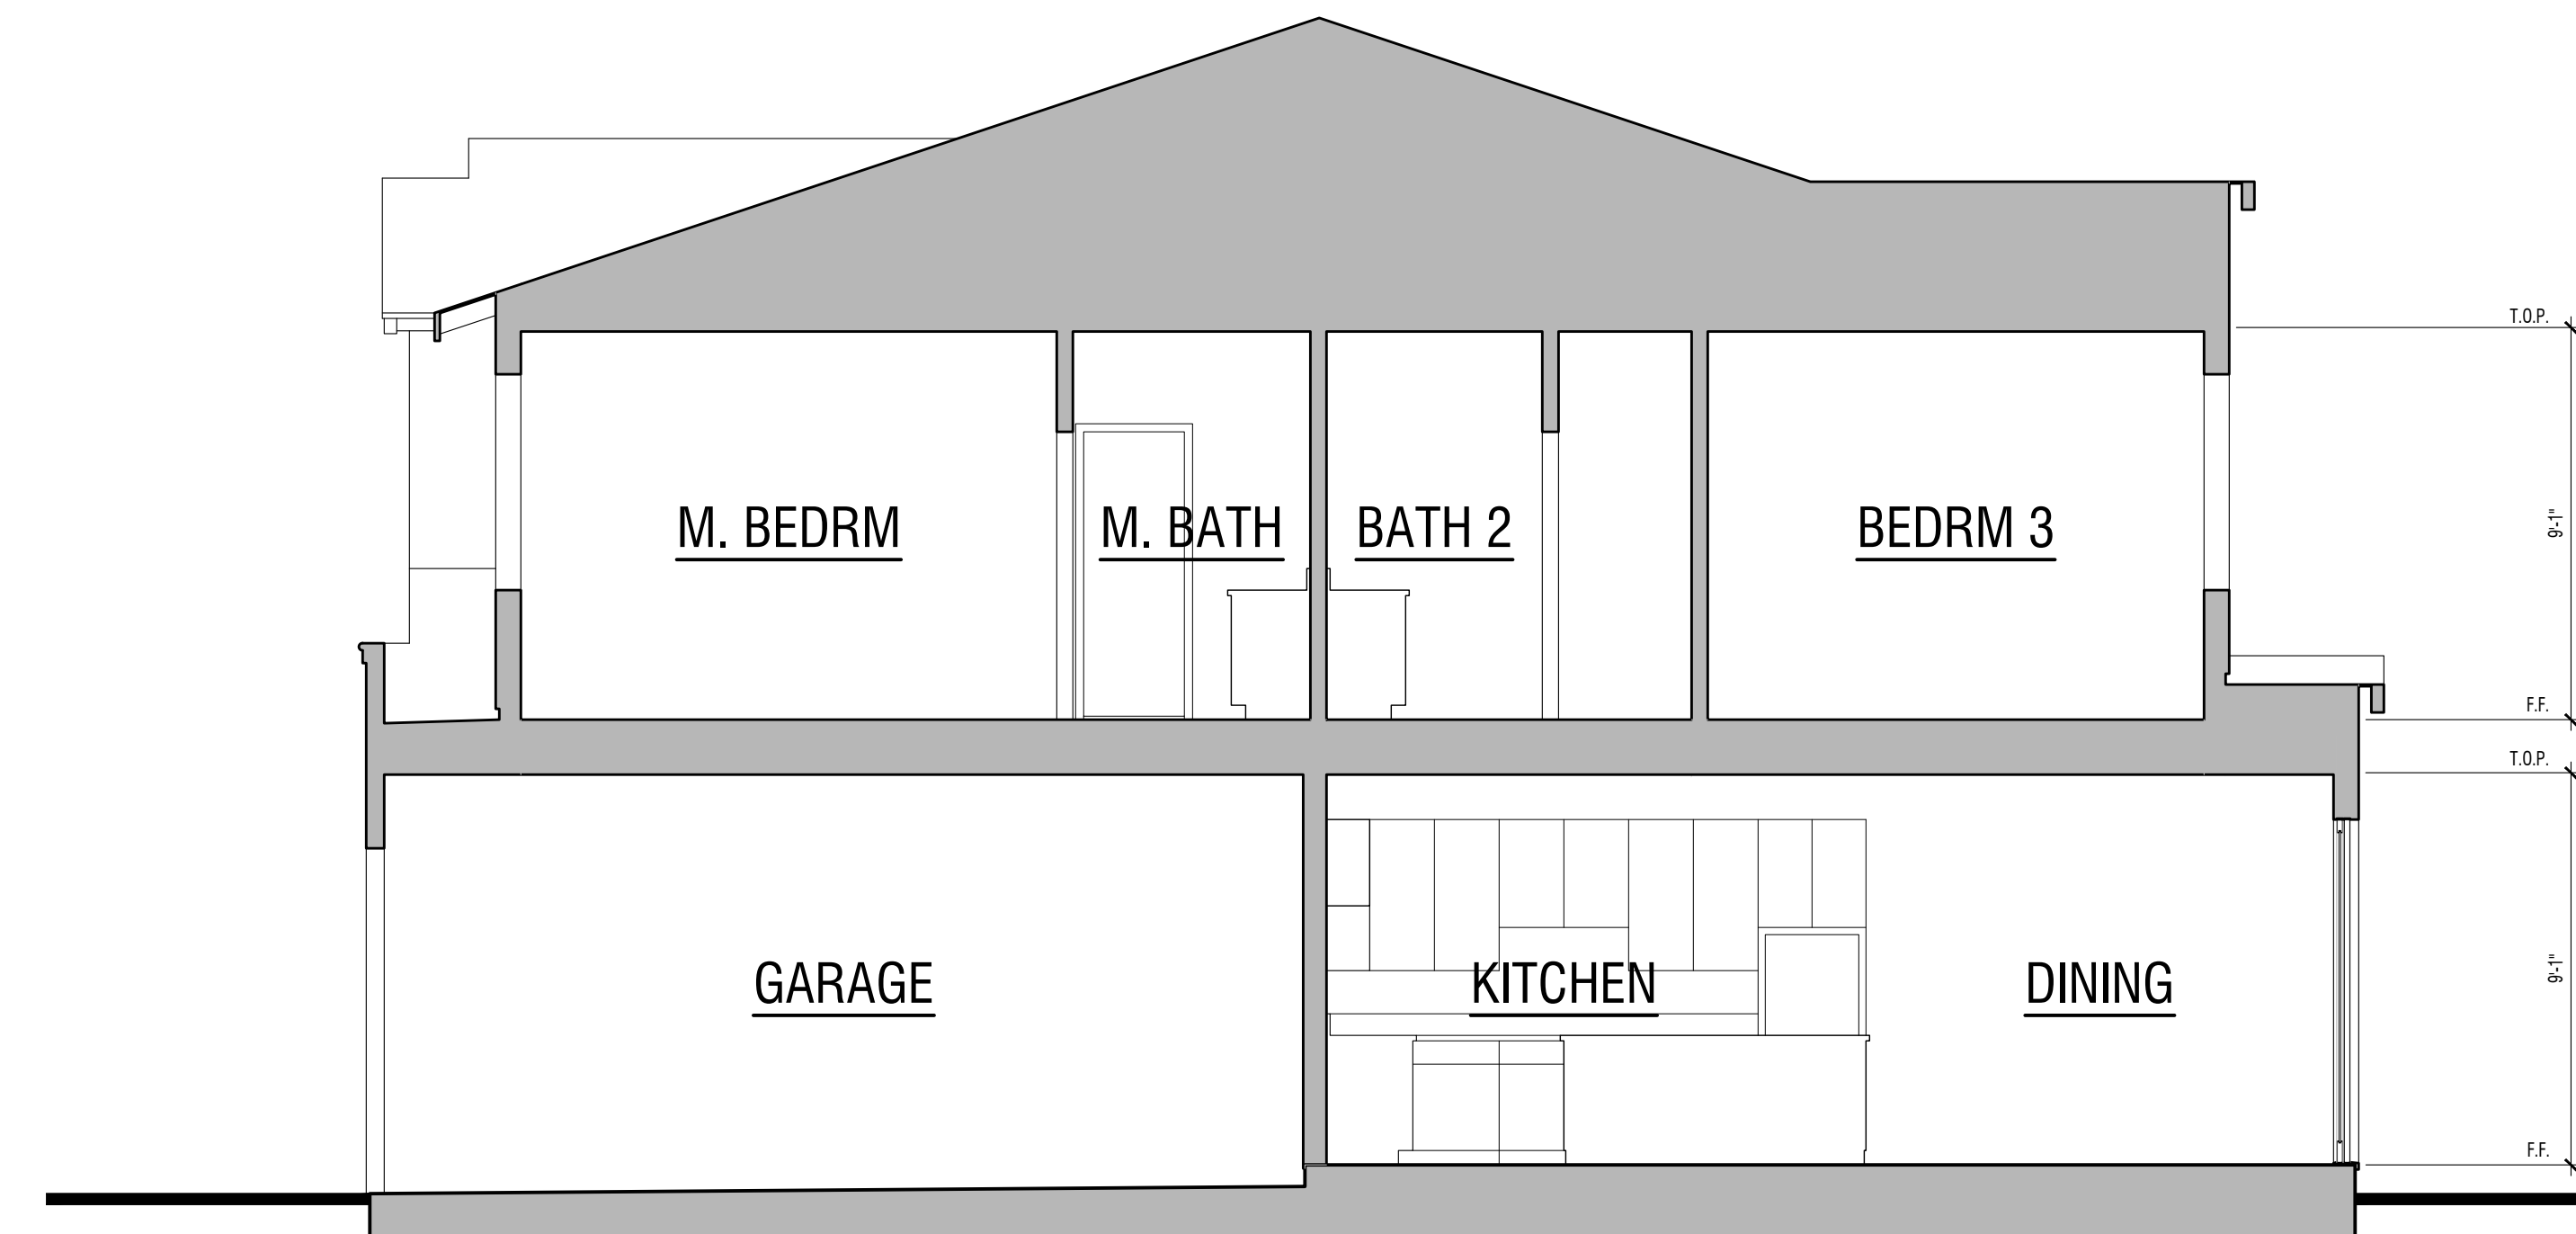 T.O.P.
9'-1"
M. BEDRM
M. BATH
BATH 2
BEDRM 3
F.F.
T.O.P.
9'-1"
GARAGE
KITCHEN
DINING
F.F.